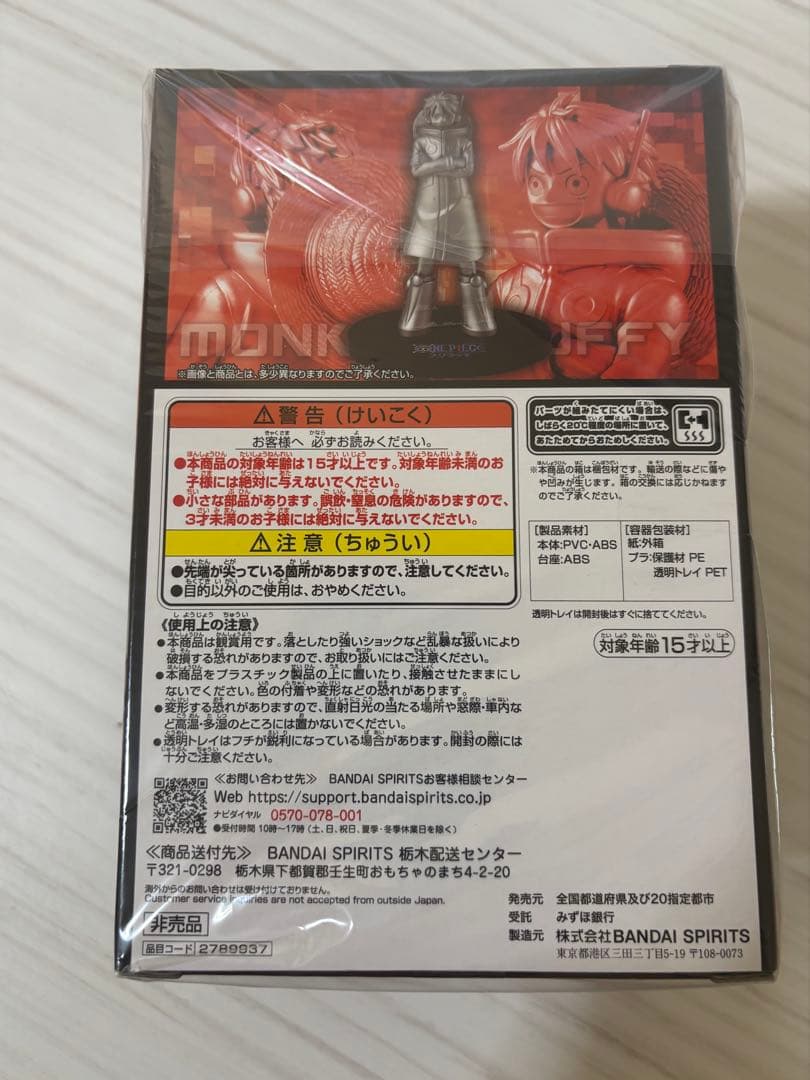 MONK
UFFY
ONE PIECE
※画像と商品とは、多少異なりますのでご了承ください。
⚠警告（けいこく）
お客様へ 必ずお読みください。
●本商品の対象年齢は15才以上です。対象年齢未満のお
子様には絶対に与えないでください。
●小さな部品があります。誤飲・窒息の危険がありますので、
3才未満のお子様には絶対に与えないでください。
⚠注意（ちゅうい）
●先端が尖っている箇所がありますので、注意してください。
●目的以外のご使用は、おやめください。
《使用上の注意》
●本商品は観賞用です。落としたり強いショックなど乱暴な扱いにより
破損する恐れがありますので、お取り扱いにはご注意ください。
●本商品をプラスチック製品の上に置いたり、接触させたままにし
ないでください。色の付着や変形などの恐れがあります。
●変形する恐れがありますので、直射日光の当たる場所や窓際・車内な
ど高温・多湿のところには置かないでください。
●透明トレイはフチが鋭利になっている場合があります。開封の際には
十分ご注意ください。
パーツが組みたてにくい場合は、
しばらく20℃程度の場所に置いて、
あたためてからおためしください。
※本商品の箱は梱包材です。輸送の際などに傷や
や凹みが生じます。箱の交換には応じかねます
のでご了承ください。
[製品素材]
本体:PVC・ABS
台座:ABS
[容器包装材]
紙:外箱
プラ:保護材 PE
透明トレイ PET
透明トレイは開封後はすぐに捨ててください。
対象年齢15才以上
≪お問い合わせ先≫ BANDAI SPIRITSお客様相談センター
Web https://support.bandaispirits.co.jp
ナビダイヤル 0570-078-001
●受付時間 10時〜17時（土、日、祝日、夏季・冬季休業日を除く）
≪商品送付先≫ BANDAI SPIRITS 栃木配送センター
〒321-0298 栃木県下都賀郡壬生町おもちゃのまち4-2-20
海外からのお問い合わせは受け付けておりません。
Customer service inquiries are not accepted from outside Japan.
非売品
品目コード 2789937
発売元 全国都道府県及び20指定都市
受託 みずほ銀行
製造元 株式会社BANDAI SPIRITS
東京都港区三田三丁目5-19 〒108-0073